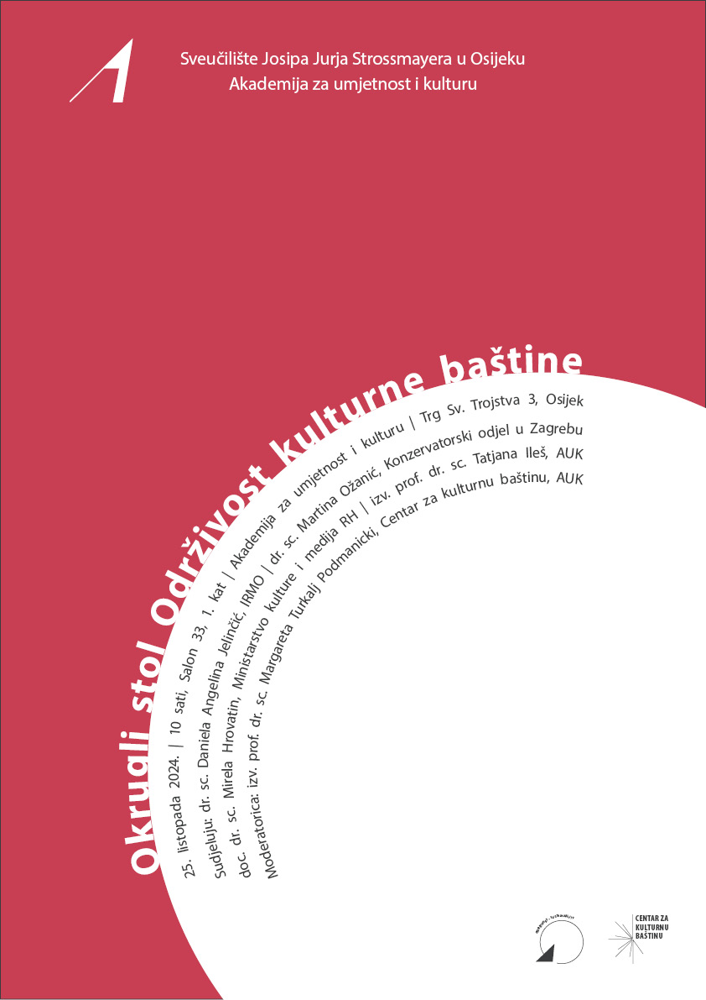 Sveučilište Josipa Jurja Strossmayera u Osijeku
Akademija za umjetnost i kulturu
Okrugli stol Održivost kulturne baštine
25. listopada 2024. | 10 sati, Salon 33, 1. kat | Akademija za umjetnost i kulturu | Trg Sv. Trojstva 3, Osijek
Sudjeluju: dr. sc. Daniela Angelina Jelinčić, IRMO | dr. sc. Martina Ožanić, Konzervatorski odjel u Zagrebu
doc. dr. sc. Mirela Hrovatin, Ministarstvo kulture i medija RH | izv. prof. dr. sc. Tatjana Ileš, AUK
Moderatorica: izv. prof. dr. sc. Margareta Turkalj Podmanicki, Centar za kulturnu baštinu, AUK
CENTAR ZA
KULTURNU
BAŠTINU